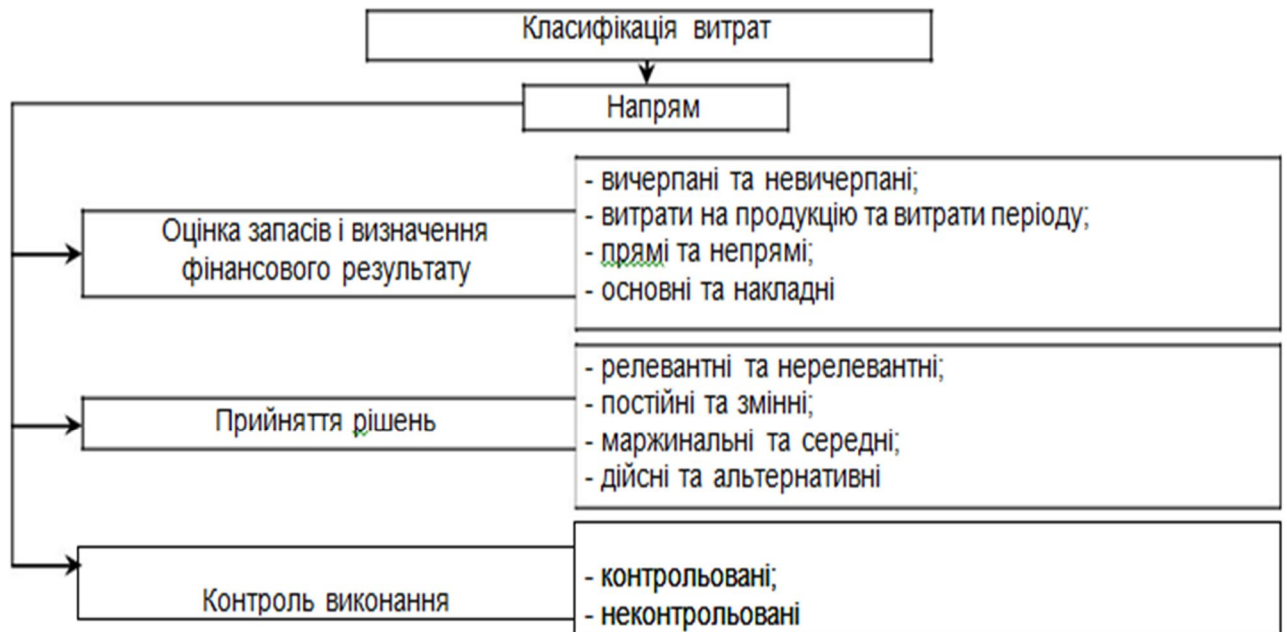 Класифікація витрат
Напрям
Оцінка запасів і визначення
фінансового результату
- вичерпані та невичерпані;
- витрати на продукцію та витрати періоду;
- прямі та непрямі;
- основні та накладні
Прийняття рішень
- релевантні та нерелевантні;
- постійні та змінні;
- маржинальні та середні;
- дійсні та альтернативні
Контроль виконання
- контрольовані;
- неконтрольовані